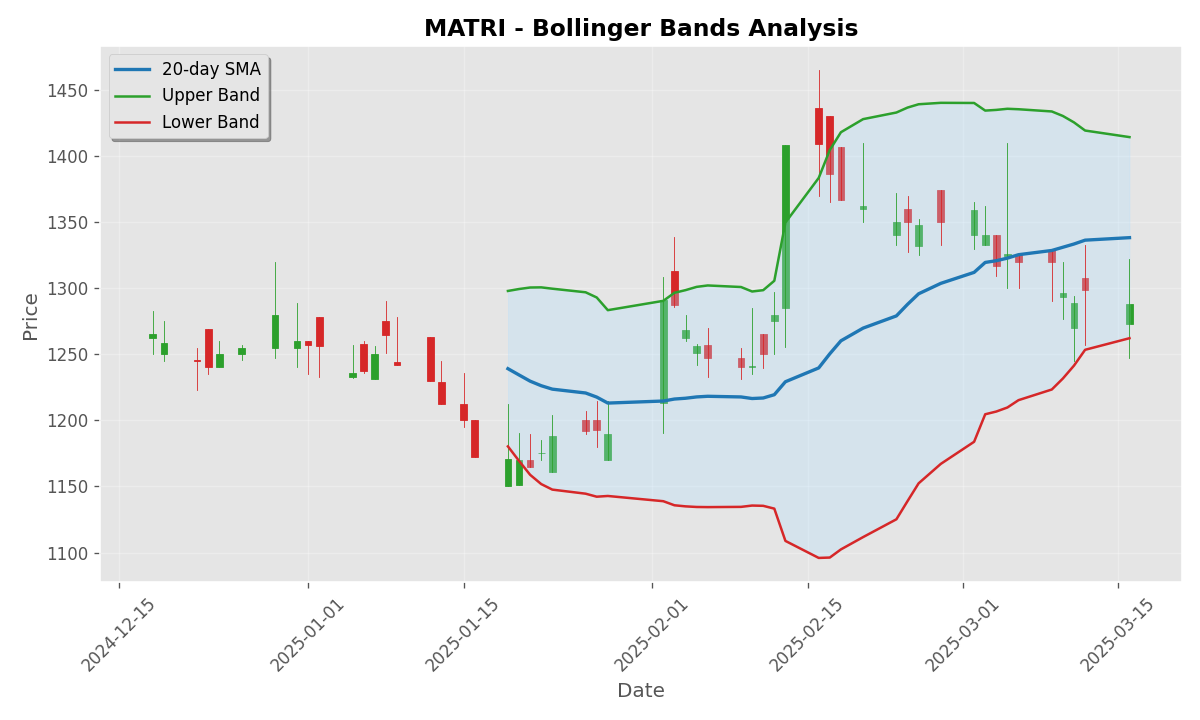 MATRI - Bollinger Bands Analysis
20-day SMA
Upper Band
Lower Band
Price
1450
1400
1350
1300
1250
1200
1150
1100
2024-12-15
2025-01-01
2025-01-15
2025-02-01
2025-02-15
2025-03-01
2025-03-15
Date